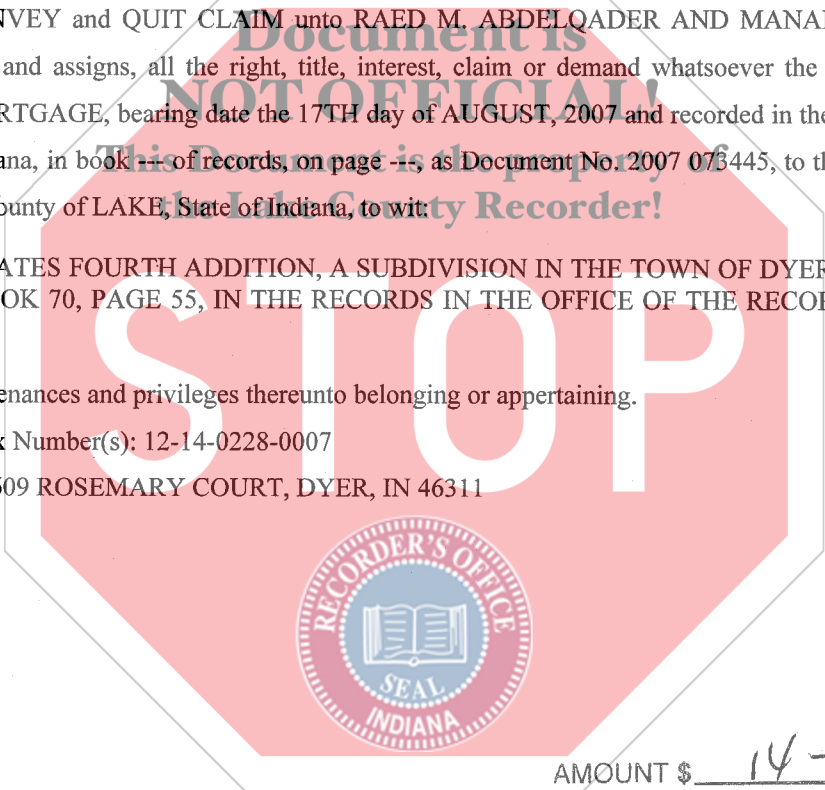 NVEY and QUIT CLAIM unto RAED M. ABDELQADER AND MANAL
Document is
and assigns, all the right, title, interest, claim or demand whatsoever the
NOT OFFICIAL!
RTGAGE, bearing date the 17TH day of AUGUST, 2007 and recorded in the
This Document is the property of
ana, in book --- of records, on page ---, as Document No. 2007 073445, to th
the Lake County Recorder!
ounty of LAKE, State of Indiana, to wit:
ATES FOURTH ADDITION, A SUBDIVISION IN THE TOWN OF DYER
OK 70, PAGE 55, IN THE RECORDS IN THE OFFICE OF THE RECOR
STOP
enances and privileges thereunto belonging or appertaining.
x Number(s): 12-14-0228-0007
509 ROSEMARY COURT, DYER, IN 46311
RECORDER'S OFFICE
SEAL
INDIANA
AMOUNT $ 14 -